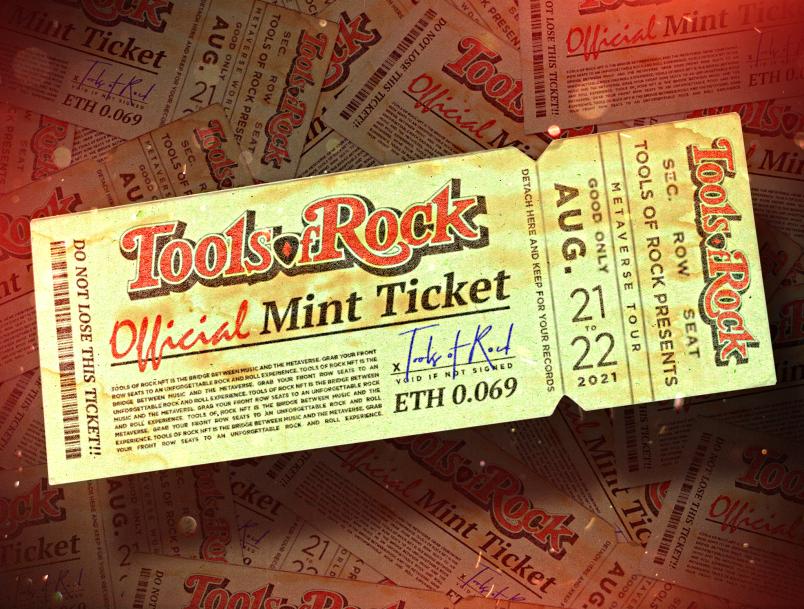 DO NOT LOSE THIS TICKET!!
Tools of Rock
Official Mint Ticket
TOOLS OF ROCK NFT IS THE BRIDGE BETWEEN MUSIC AND THE METAVERSE. GRAB YOUR FRONT
ROW SEATS TO AN UNFORGETTABLE ROCK AND ROLL EXPERIENCE. TOOLS OF ROCK NFT IS THE
BRIDGE BETWEEN MUSIC AND THE METAVERSE. GRAB YOUR FRONT ROW SEATS TO AN
UNFORGETTABLE ROCK AND ROLL EXPERIENCE. TOOLS OF ROCK NFT IS THE BRIDGE BETWEEN
MUSIC AND THE METAVERSE. GRAB YOUR FRONT ROW SEATS TO AN UNFORGETTABLE ROCK
AND ROLL EXPERIENCE. TOOLS OF ROCK NFT IS THE BRIDGE BETWEEN MUSIC AND THE
METAVERSE. GRAB YOUR FRONT ROW SEATS TO AN UNFORGETTABLE ROCK AND ROLL
EXPERIENCE. TOOLS OF ROCK NFT IS THE BRIDGE BETWEEN MUSIC AND THE METAVERSE. GRAB
YOUR FRONT ROW SEATS TO AN UNFORGETTABLE ROCK AND ROLL EXPERIENCE.
x Tools of Rock
VOID IF NOT SIGNED
ETH 0.069
DETACH HERE AND KEEP FOR YOUR RECORDS
AUG. 21 TO 22 2021
GOOD ONLY
METAVERSE TOUR
TOOLS OF ROCK PRESENTS
SEC. ROW SEAT
Tools of Rock